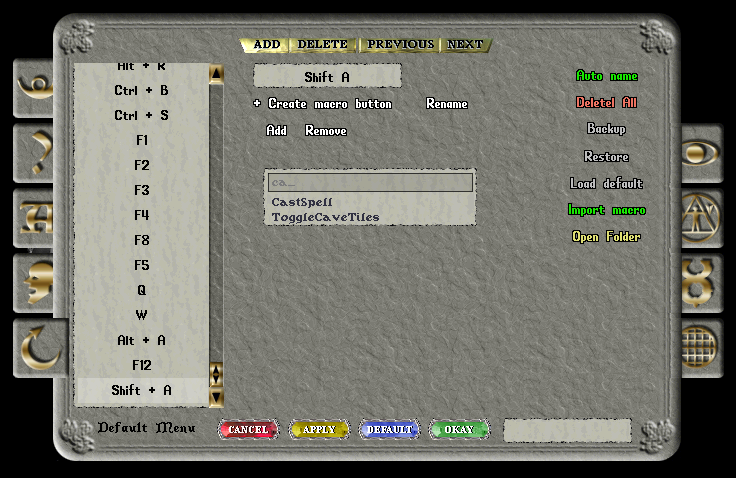 ADD DELETE PREVIOUS NEXT
Alt + R
Ctrl + B
Ctrl + S
F1
F2
F3
F4
F8
F5
Q
W
Alt + A
F12
Shift + A
Shift A
+ Create macro button Rename
Add Remove
ca_
CastSpell
ToggleCaveTiles
Auto name
Deletel All
Backup
Restore
Load default
Import macro
Open Folder
Default Menu CANCEL APPLY DEFAULT OKAY